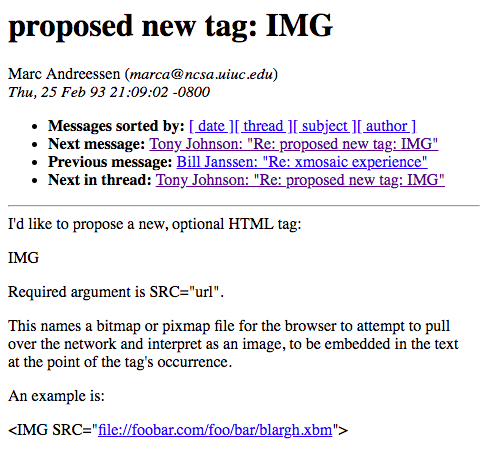 proposed new tag: IMG
Marc Andreessen (marca@ncsa.uiuc.edu)
Thu, 25 Feb 93 21:09:02 -0800
• Messages sorted by: [ date ][ thread ][ subject ][ author ]
• Next message: Tony Johnson: "Re: proposed new tag: IMG"
• Previous message: Bill Janssen: "Re: xmosaic experience"
• Next in thread: Tony Johnson: "Re: proposed new tag: IMG"
I'd like to propose a new, optional HTML tag:
IMG
Required argument is SRC="url".
This names a bitmap or pixmap file for the browser to attempt to pull
over the network and interpret as an image, to be embedded in the text
at the point of the tag's occurrence.
An example is:
<IMG SRC="file://foobar.com/foo/bar/blargh.xbm">